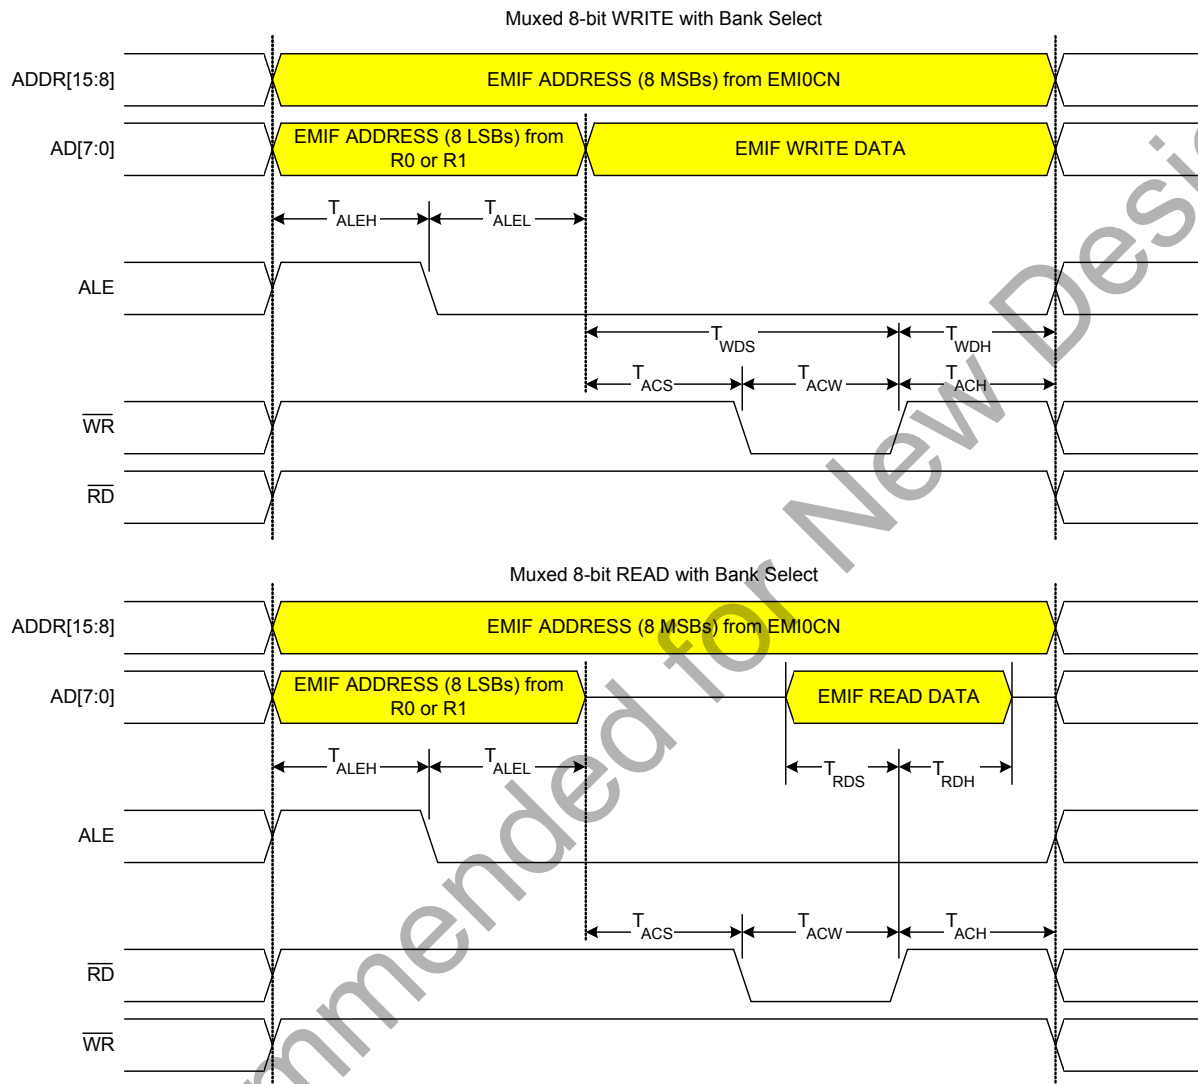 Muxed 8-bit WRITE with Bank Select
ADDR[15:8]
EMIF ADDRESS (8 MSBs) from EMI0CN
AD[7:0]
EMIF ADDRESS (8 LSBs) from
R0 or R1
EMIF WRITE DATA
TALEH
TALEL
ALE
TWDS
TWDH
TACS
TACW
TACH
WR
RD
Muxed 8-bit READ with Bank Select
ADDR[15:8]
EMIF ADDRESS (8 MSBs) from EMI0CN
AD[7:0]
EMIF ADDRESS (8 LSBs) from
R0 or R1
EMIF READ DATA
TALEH
TALEL
TRDS
TRDH
ALE
TACS
TACW
TACH
RD
WR
for New